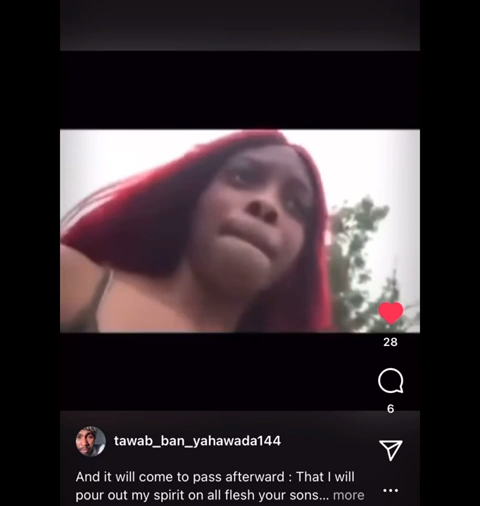 28
6
tawab_ban_yahawada144
And it will come to pass afterward : That I will
pour out my spirit on all flesh your sons... more